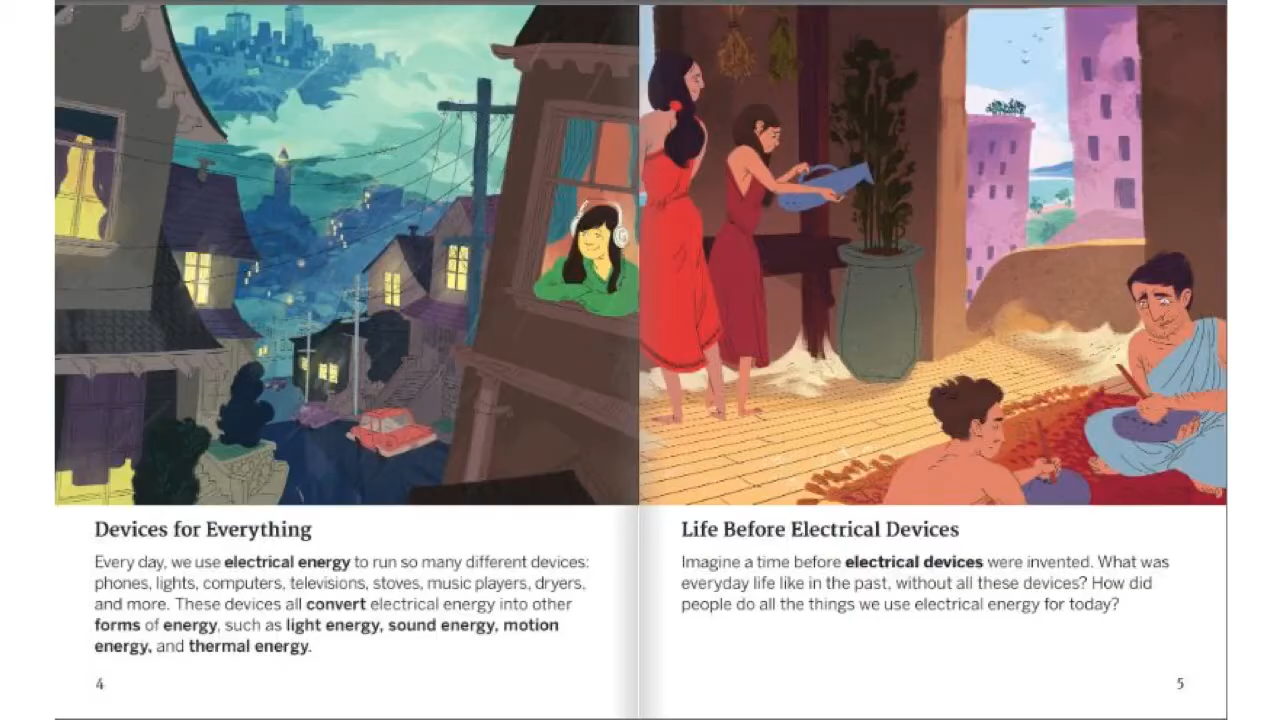 Devices for Everything
Every day, we use electrical energy to run so many different devices:
phones, lights, computers, televisions, stoves, music players, dryers,
and more. These devices all convert electrical energy into other
forms of energy, such as light energy, sound energy, motion
energy, and thermal energy.
4
Life Before Electrical Devices
Imagine a time before electrical devices were invented. What was
everyday life like in the past, without all these devices? How did
people do all the things we use electrical energy for today?
5